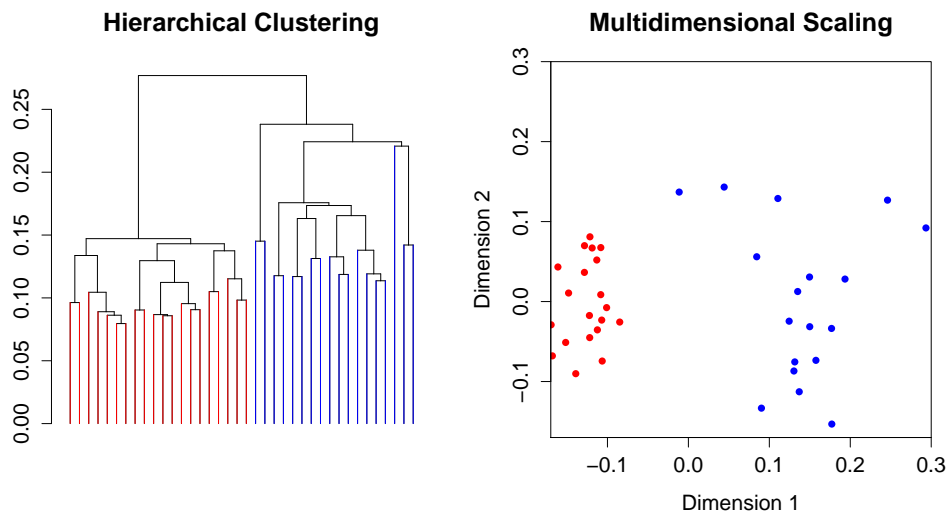 Hierarchical Clustering
0.00 0.05 0.10 0.15 0.20 0.25
Multidimensional Scaling
Dimension 2
−0.1 0.0 0.1 0.2 0.3
−0.1 0.0 0.1 0.2 0.3
Dimension 1